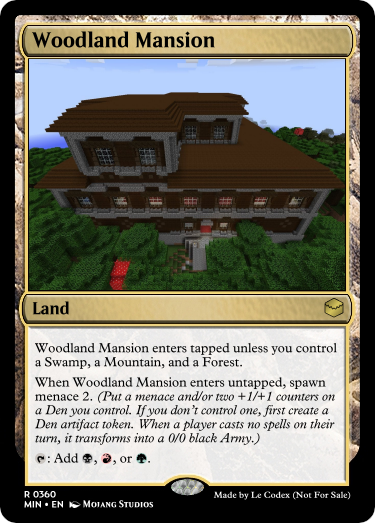 Woodland Mansion
Land
Woodland Mansion enters tapped unless you control
a Swamp, a Mountain, and a Forest.
When Woodland Mansion enters untapped, spawn
menace 2. (Put a menace and/or two +1/+1 counters on
a Den you control. If you don't control one, first create a
Den artifact token. When a player casts no spells on their
turn, it transforms into a 0/0 black Army.)
: Add , , or .
R 0360
MIN • EN Mojang Studios
Made by Le Codex (Not For Sale)